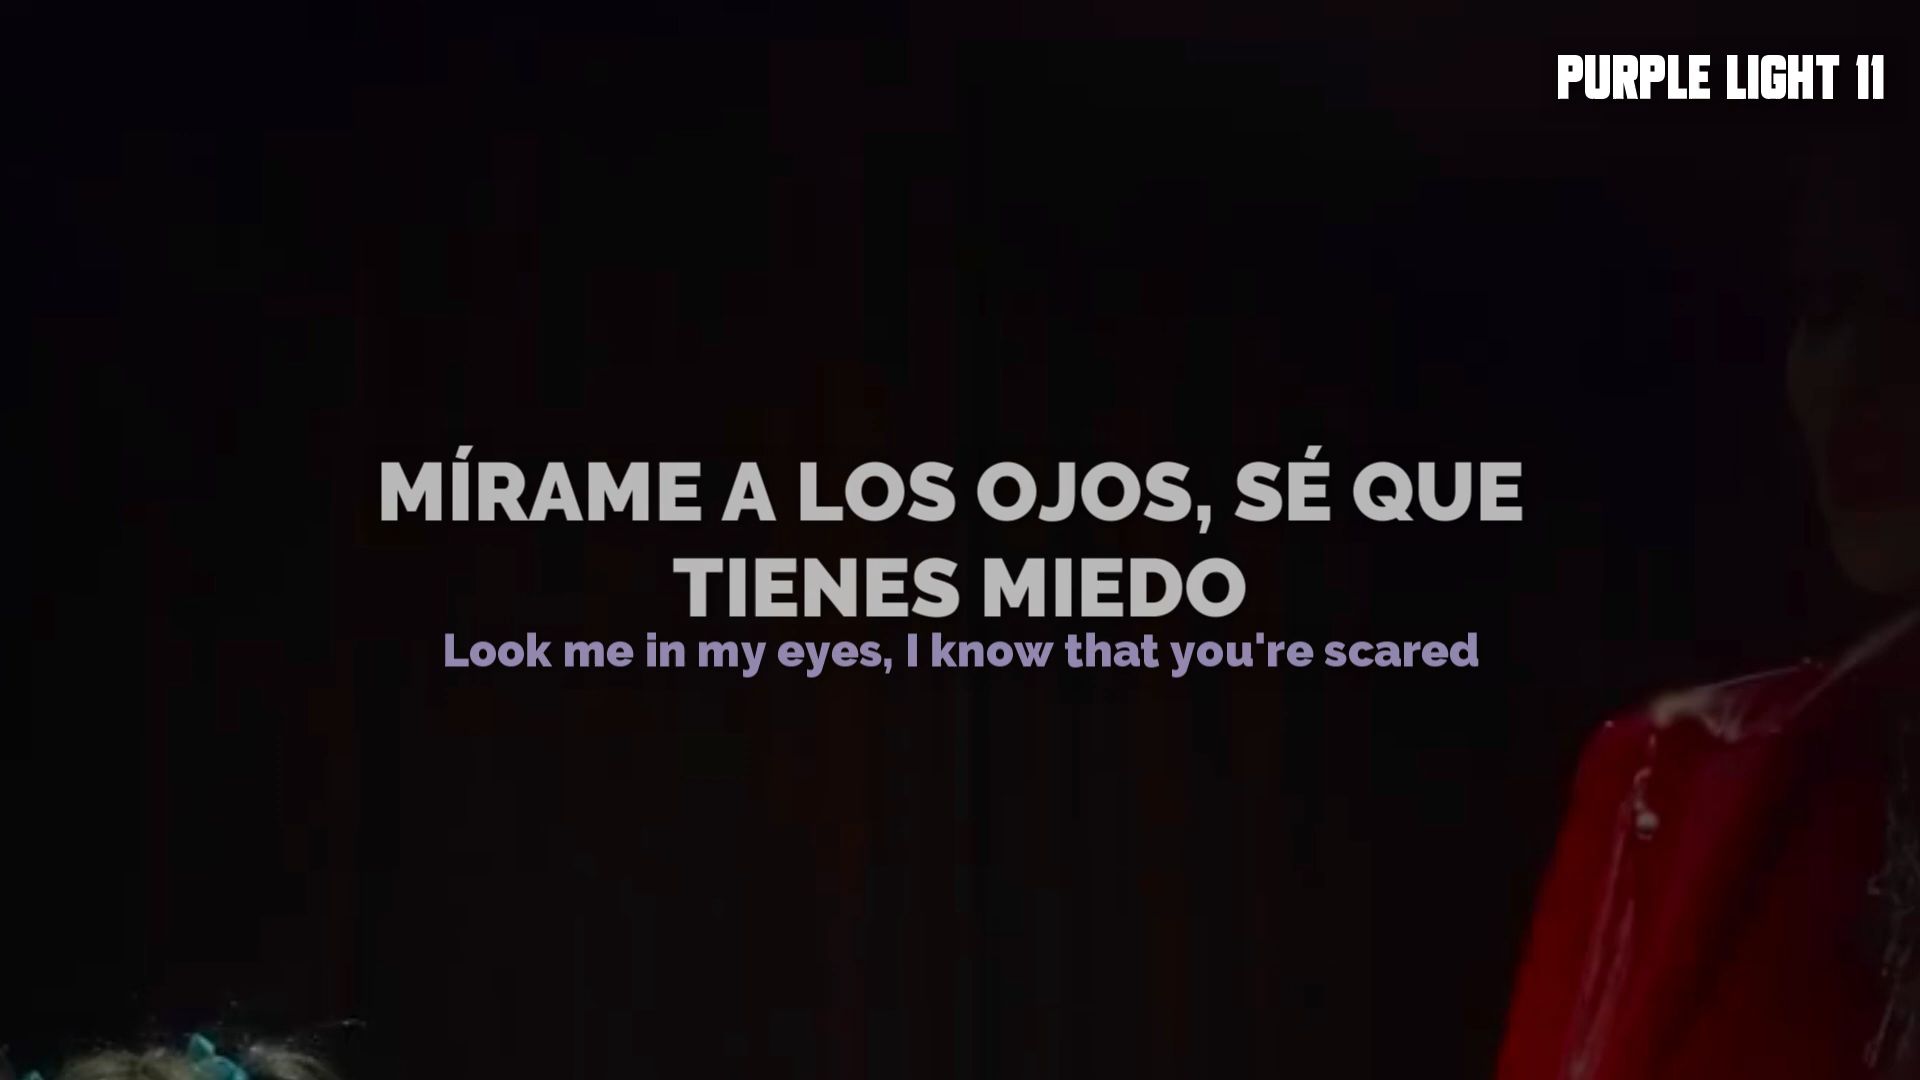 PURPLE LIGHT 11
MÍRAME A LOS OJOS, SÉ QUE
TIENES MIEDO
Look me in my eyes, I know that you're scared